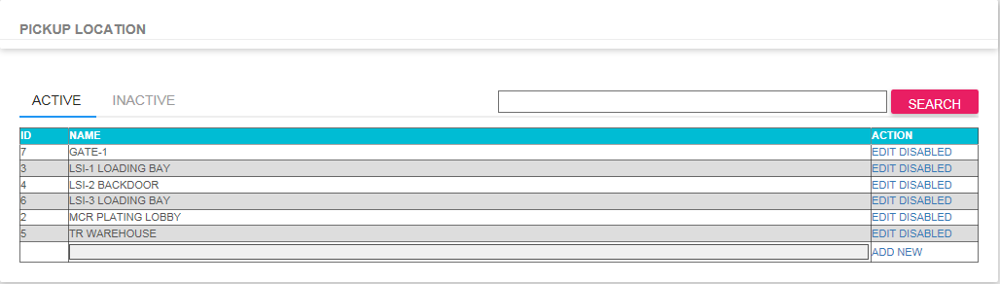 PICKUP LOCATION
ACTIVE INACTIVE SEARCH
ID NAME ACTION
7 GATE-1 EDIT DISABLED
3 LSI-1 LOADING BAY EDIT DISABLED
4 LSI-2 BACKDOOR EDIT DISABLED
6 LSI-3 LOADING BAY EDIT DISABLED
2 MCR PLATING LOBBY EDIT DISABLED
5 TR WAREHOUSE EDIT DISABLED
ADD NEW